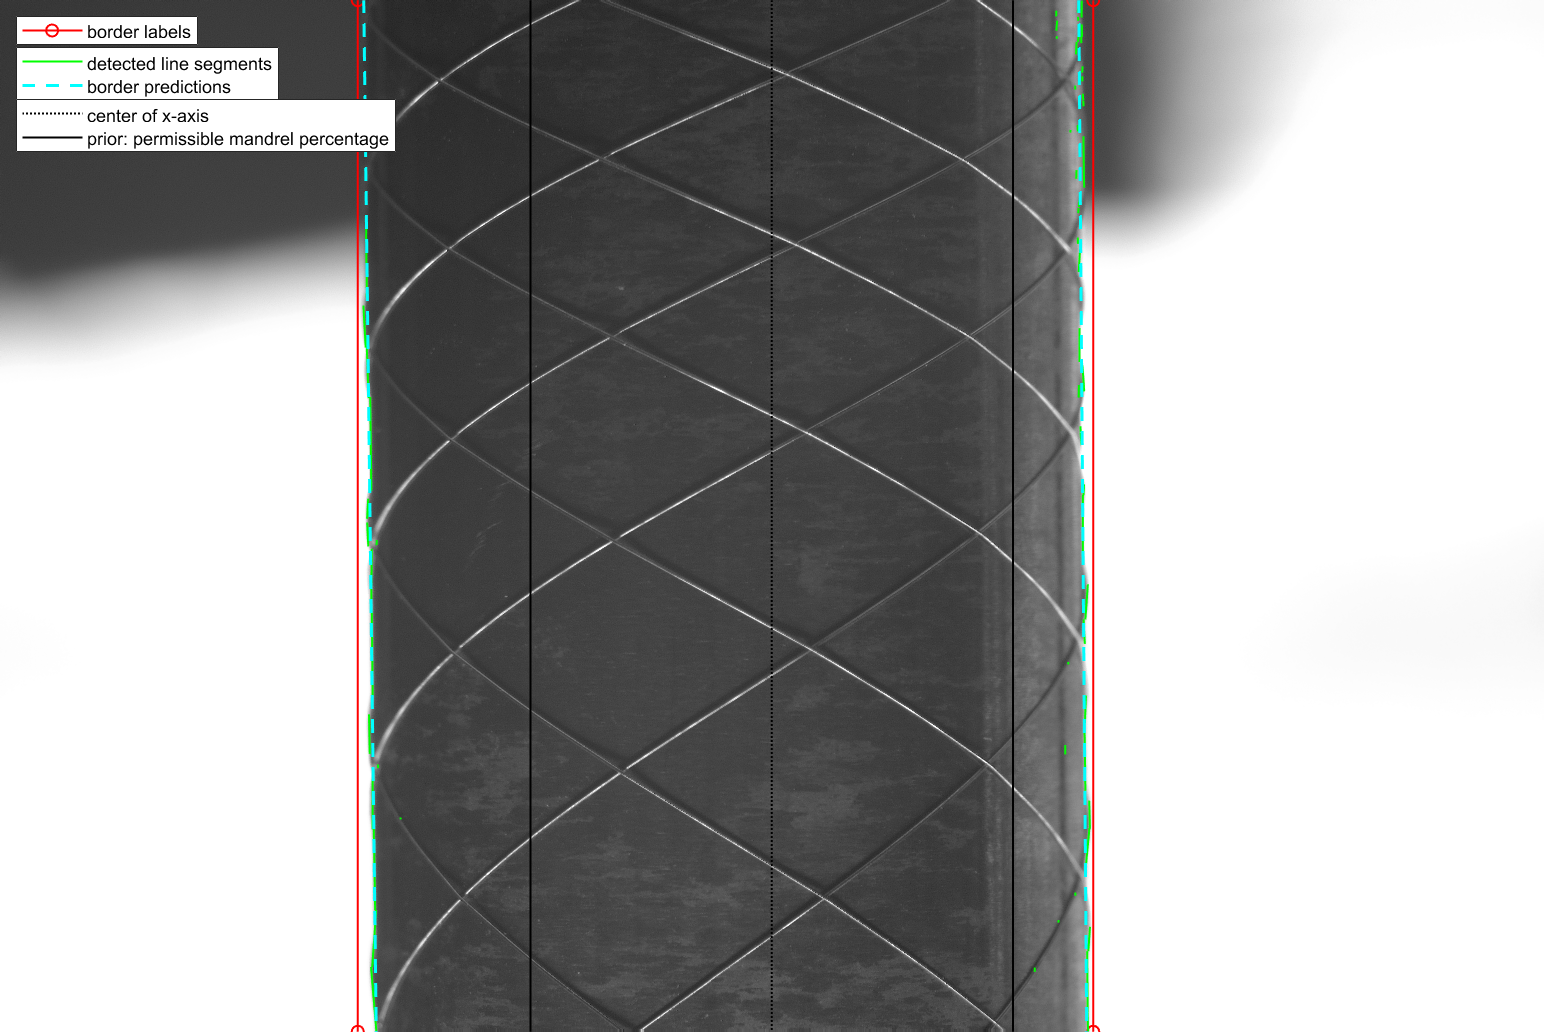 border labels
detected line segments
border predictions
center of x-axis
prior: permissible mandrel percentage